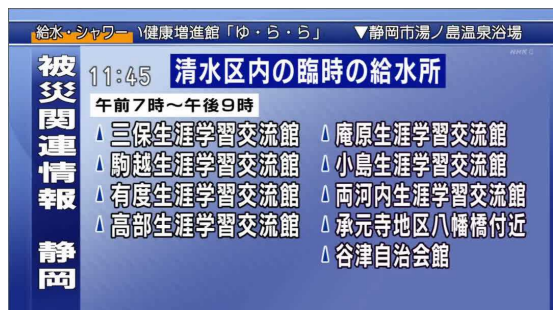 給水・シャワー
健康増進館「ゆ・ら・ら」 ▼静岡市湯ノ島温泉浴場
NHK G
被災関連情報 静岡
11:45
清水区内の臨時の給水所
午前7時～午後9時
三保生涯学習交流館
駒越生涯学習交流館
有度生涯学習交流館
高部生涯学習交流館
庵原生涯学習交流館
小島生涯学習交流館
両河内生涯学習交流館
承元寺地区八幡橋付近
谷津自治会館